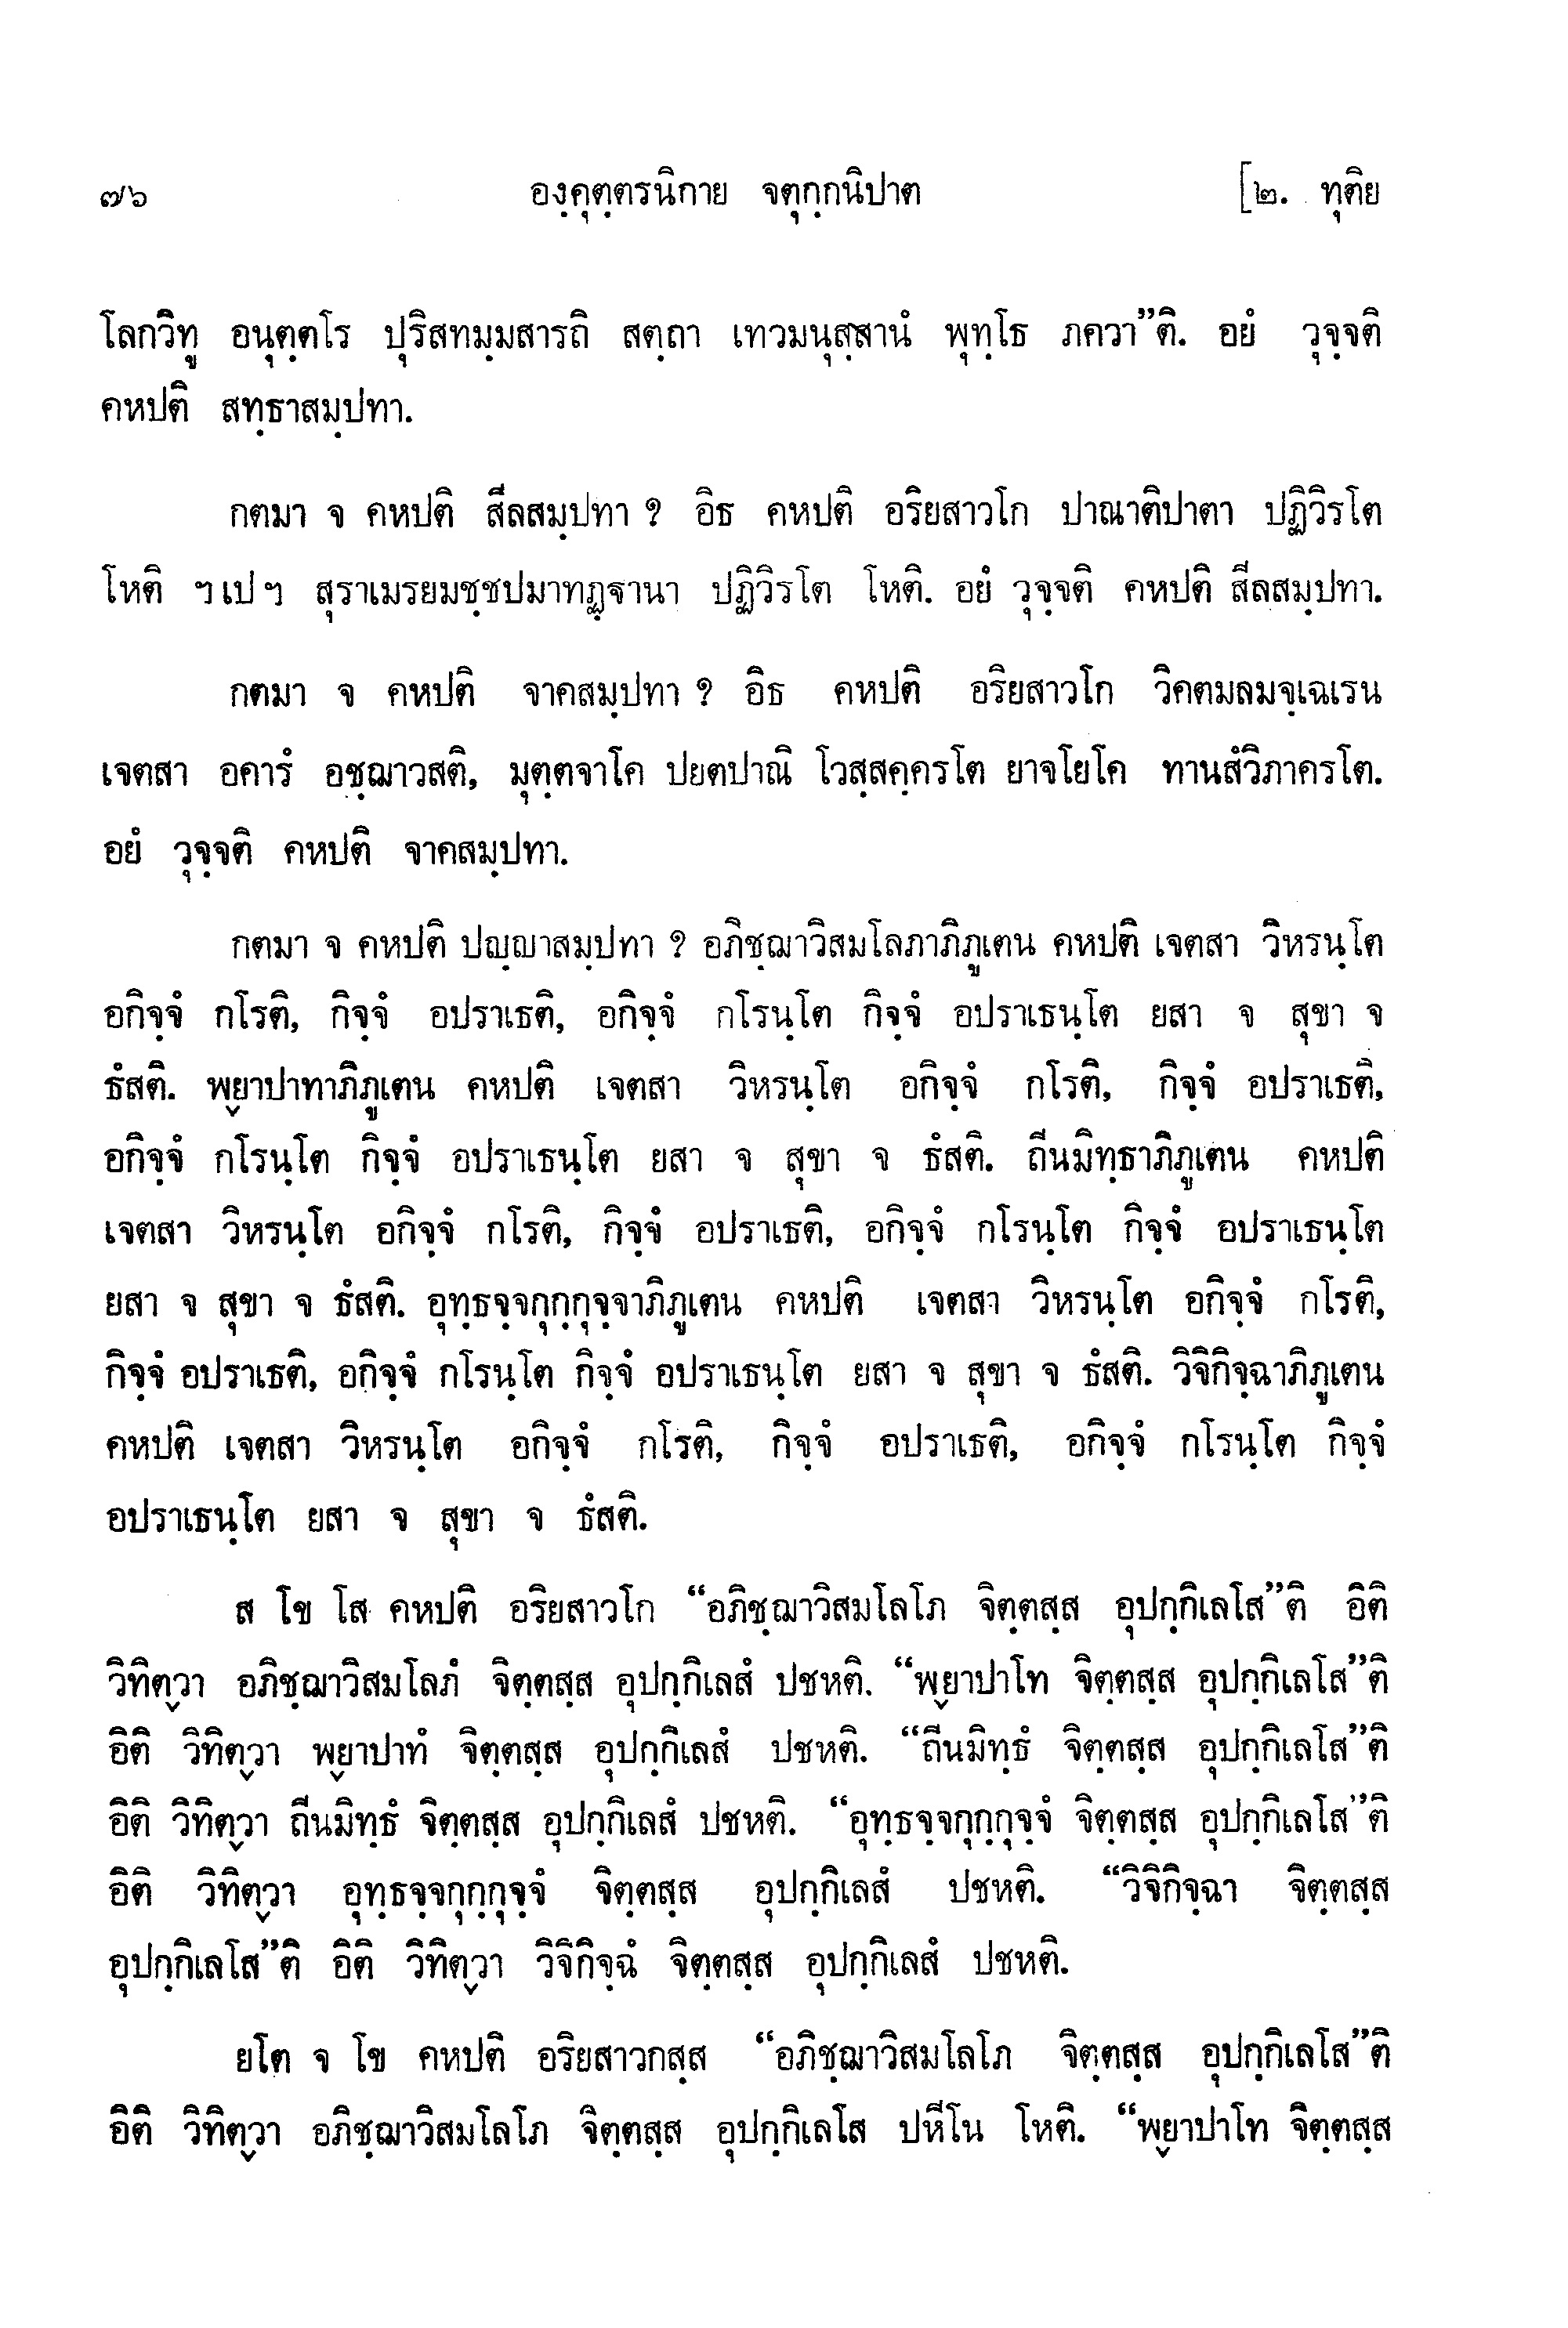 ๗๖ องฺคุตฺตรนิกาย จตุกฺกนิปาต [๒. ทุติย
โลกวิทู อนุตฺตโร ปุริสทมฺมสารถิ สตฺถา เทวมนุสฺสานํ พุทฺโธ ภควา”ติ. อยํ วุจฺจติ
คหปติ สทฺธาสมฺปทา.
กตมา จ คหปติ สีลสมฺปทา ? อิธ คหปติ อริยสาวโก ปาณาติปาตา ปฏิวิรโต
โหติ ฯเปฯ สุราเมรยมชฺชปมาทฏฺฐานา ปฏิวิรโต โหติ. อยํ วุจฺจติ คหปติ สีลสมฺปทา.
กตมา จ คหปติ จาคสมฺปทา ? อิธ คหปติ อริยสาวโก วิคตมลมจฺเฉเรน
เจตสา อคารํ อชฺฌาวสติ, มุตฺตจาโค ปยตปาณิ โวสฺสคฺครโต ยาจโยโค ทานสํวิภาครโต.
อยํ วุจฺจติ คหปติ จาคสมฺปทา.
กตมา จ คหปติ ปญฺญาสมฺปทา ? อภิชฺฌาวิสมโลภาภิภูเตน คหปติ เจตสา วิหรนฺโต
อกิจฺจํ กโรติ, กิจฺจํ อปราเธติ, อกิจฺจํ กโรนฺโต กิจฺจํ อปราเธนฺโต ยสา จ สุขา จ
ธํสติ. พฺยาปาทาภิภูเตน คหปติ เจตสา วิหรนฺโต อกิจฺจํ กโรติ, กิจฺจํ อปราเธติ,
อกิจฺจํ กโรนฺโต กิจฺจํ อปราเธนฺโต ยสา จ สุขา จ ธํสติ. ถีนมิทฺธาภิภูเตน คหปติ
เจตสา วิหรนฺโต อกิจฺจํ กโรติ, กิจฺจํ อปราเธติ, อกิจฺจํ กโรนฺโต กิจฺจํ อปราเธนฺโต
ยสา จ สุขา จ ธํสติ. อุทฺธจฺจกุกฺกุจฺจาภิภูเตน คหปติ เจตสา วิหรนฺโต อกิจฺจํ กโรติ,
กิจฺจํ อปราเธติ, อกิจฺจํ กโรนฺโต กิจฺจํ อปราเธนฺโต ยสา จ สุขา จ ธํสติ. วิจิกิจฺฉาภิภูเตน
คหปติ เจตสา วิหรนฺโต อกิจฺจํ กโรติ, กิจฺจํ อปราเธติ, อกิจฺจํ กโรนฺโต กิจฺจํ
อปราเธนฺโต ยสา จ สุขา จ ธํสติ.
ส โข โส คหปติ อริยสาวโก “อภิชฺฌาวิสมโลโภ จิตฺตสฺส อุปกฺกิเลโส”ติ อิติ
วิทิตฺวา อภิชฺฌาวิสมโลภํ จิตฺตสฺส อุปกฺกิเลสํ ปชหติ. “พฺยาปาโท จิตฺตสฺส อุปกฺกิเลโส”ติ
อิติ วิทิตฺวา พฺยาปาทํ จิตฺตสฺส อุปกฺกิเลสํ ปชหติ. “ถีนมิทฺธํ จิตฺตสฺส อุปกฺกิเลโส”ติ
อิติ วิทิตฺวา ถีนมิทฺธํ จิตฺตสฺส อุปกฺกิเลสํ ปชหติ. “อุทฺธจฺจกุกฺกุจฺจํ จิตฺตสฺส อุปกฺกิเลโส”ติ
อิติ วิทิตฺวา อุทฺธจฺจกุกฺกุจฺจํ จิตฺตสฺส อุปกฺกิเลสํ ปชหติ. “วิจิกิจฺฉา จิตฺตสฺส
อุปกฺกิเลโส”ติ อิติ วิทิตฺวา วิจิกิจฺฉํ จิตฺตสฺส อุปกฺกิเลสํ ปชหติ.
ยโต จ โข คหปติ อริยสาวกสฺส “อภิชฺฌาวิสมโลโภ จิตฺตสฺส อุปกฺกิเลโส”ติ
อิติ วิทิตฺวา อภิชฺฌาวิสมโลโภ จิตฺตสฺส อุปกฺกิเลโส ปหีโน โหติ. “พฺยาปาโท จิตฺตสฺส